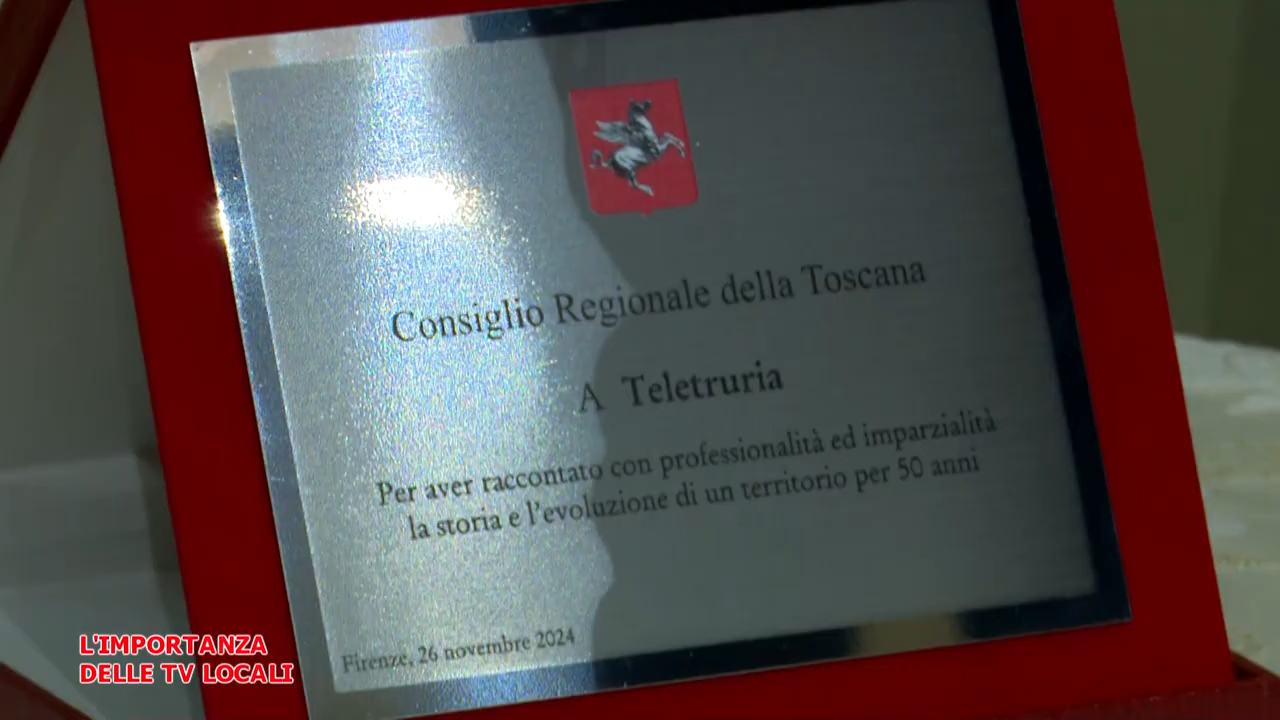 Consiglio Regionale della Toscana
A Teletruria
Per aver raccontato con professionalità ed imparzialità
la storia e l'evoluzione di un territorio per 50 anni
Firenze, 26 novembre 2024
L'IMPORTANZA
DELLE TV LOCALI